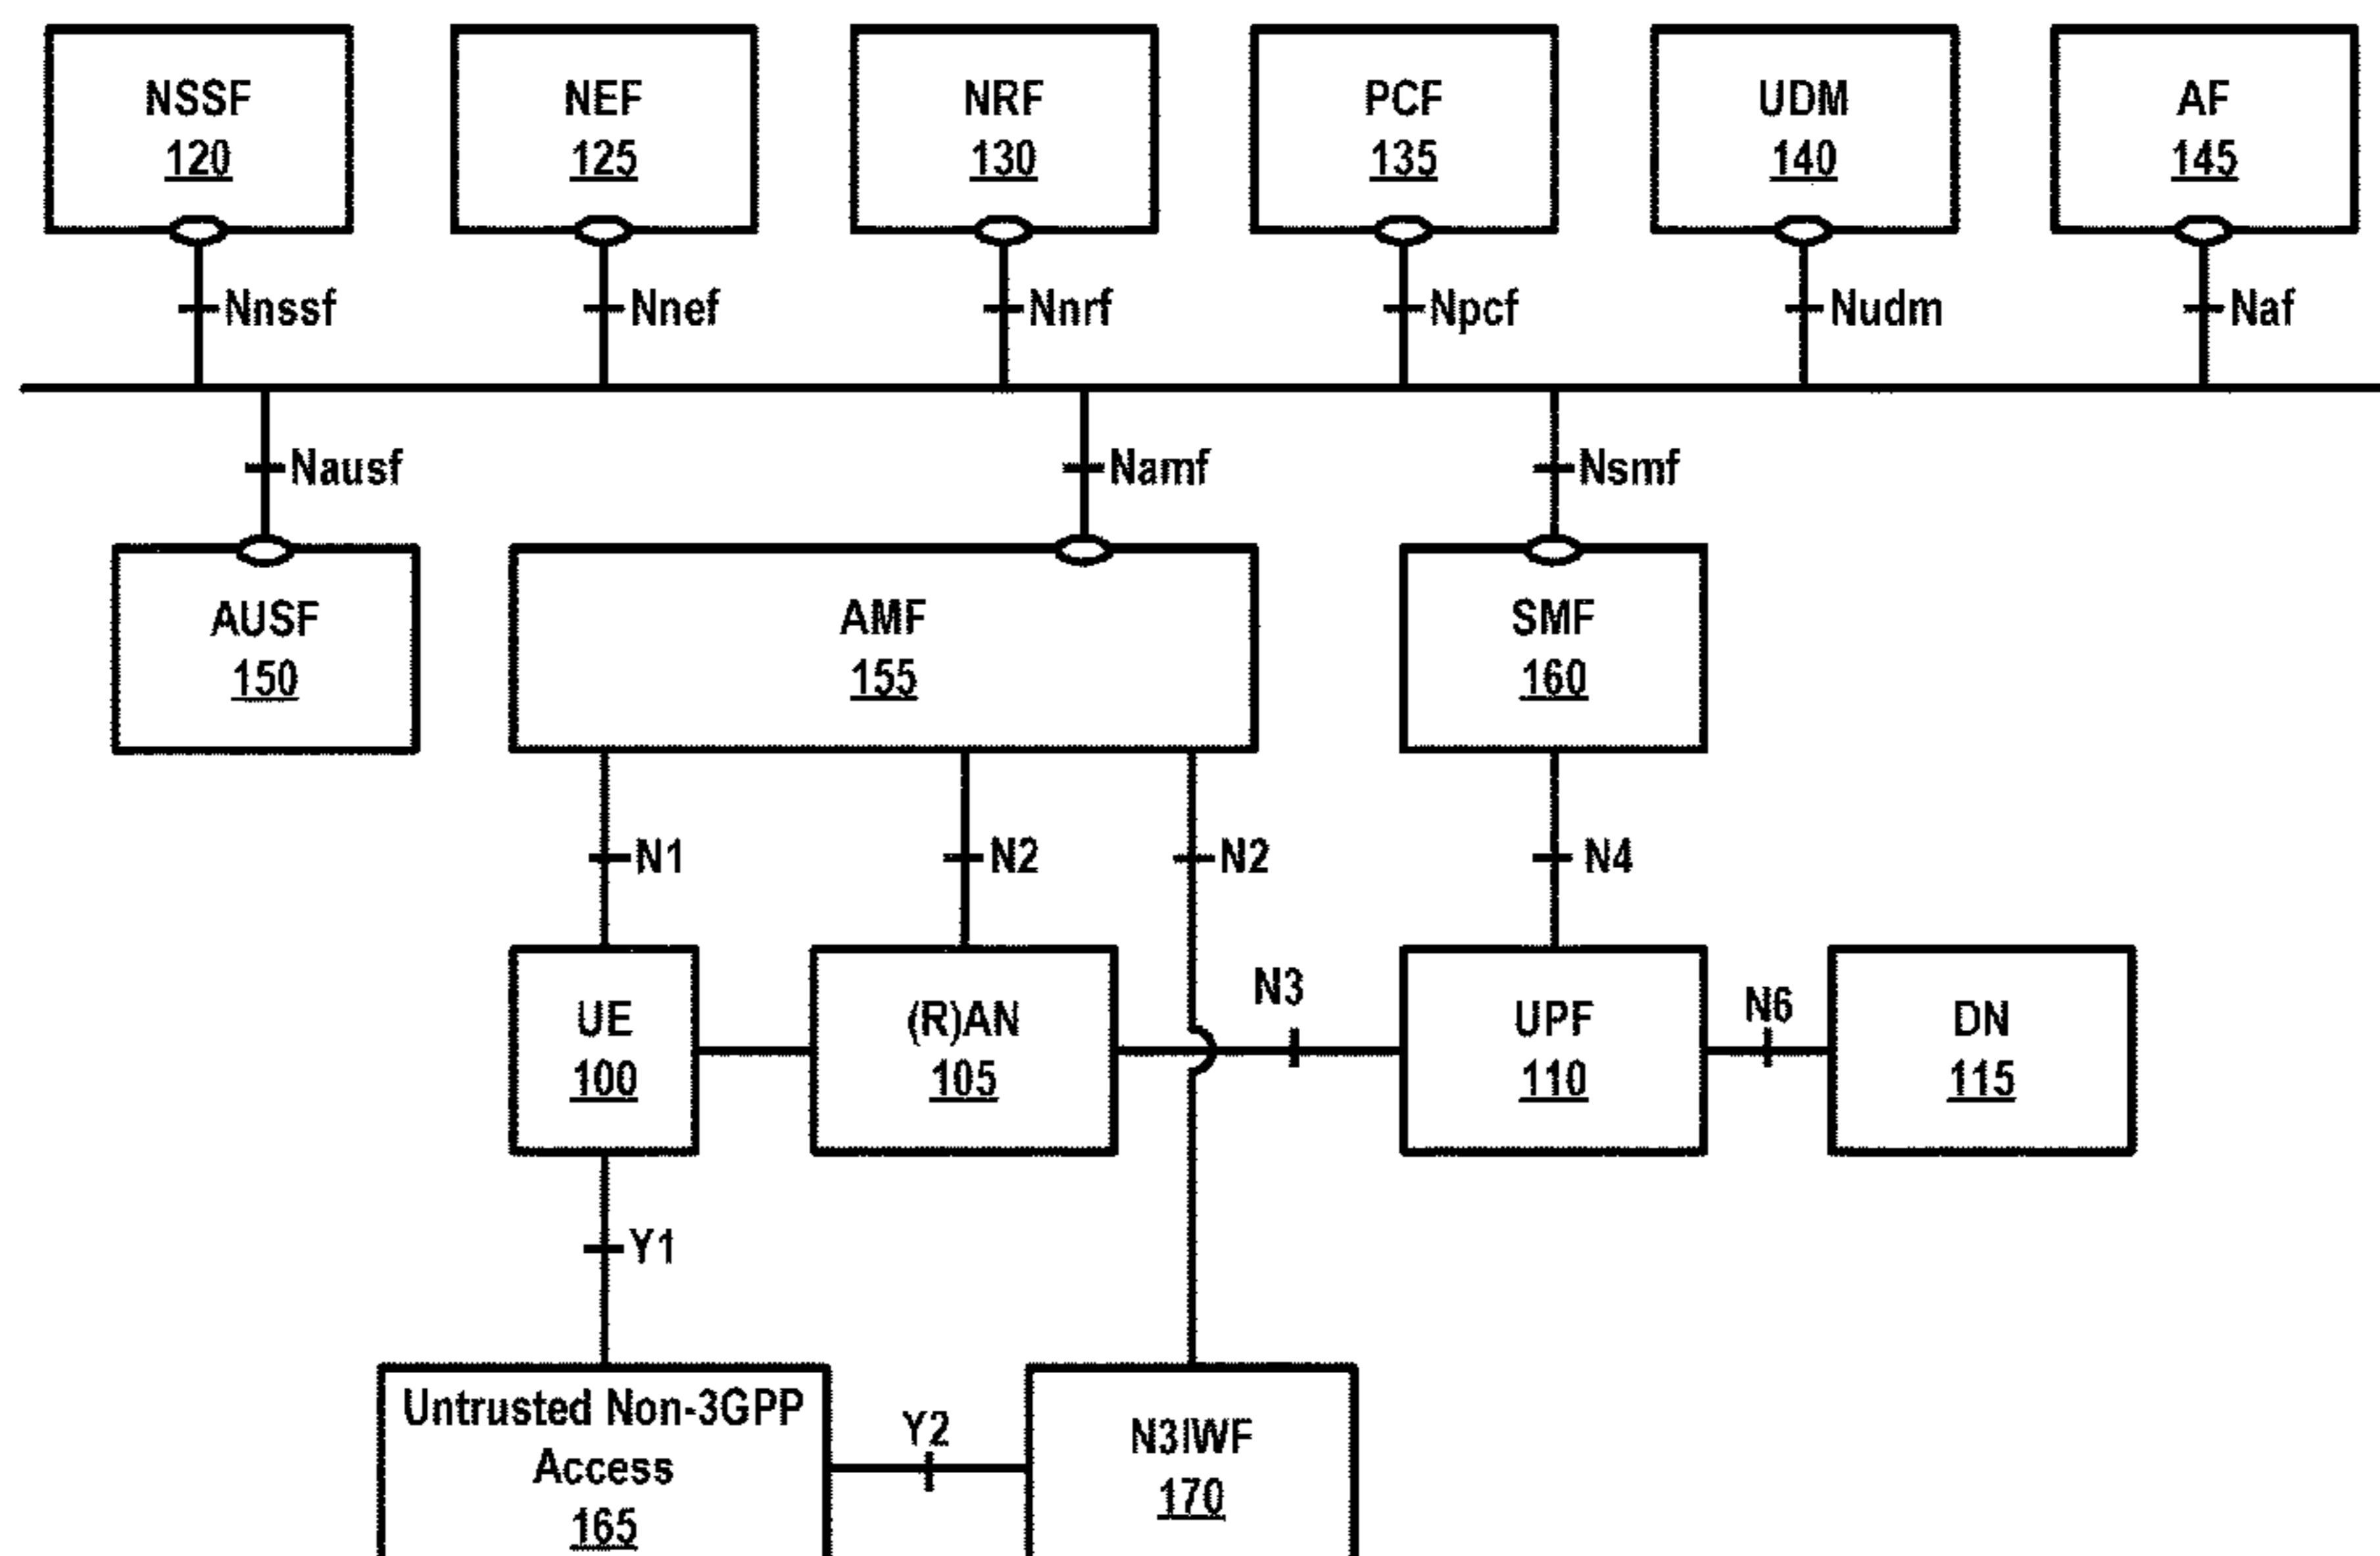 NSSF
120
NEF
125
NRF
130
PCF
135
UDM
140
AF
145
Nnssf
Nnef
Nnrf
Npcf
Nudm
Naf
Nausf
Namf
Nsmf
AUSF
150
AMF
155
SMF
160
N1
N2
N2
N4
UE
100
(R)AN
105
N3
UPF
110
N6
DN
115
Y1
Untrusted Non-3GPP
Access
165
Y2
N3IWF
170